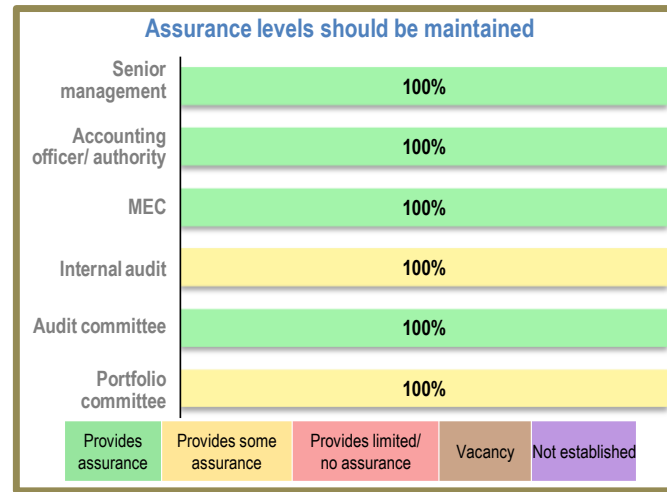 Assurance levels should be maintained
Senior
management
100%
Accounting
officer/ authority
100%
MEC
100%
Internal audit
100%
Audit committee
100%
Portfolio
committee
100%
Provides
assurance
Provides some
assurance
Provides limited/
no assurance
Vacancy
Not established